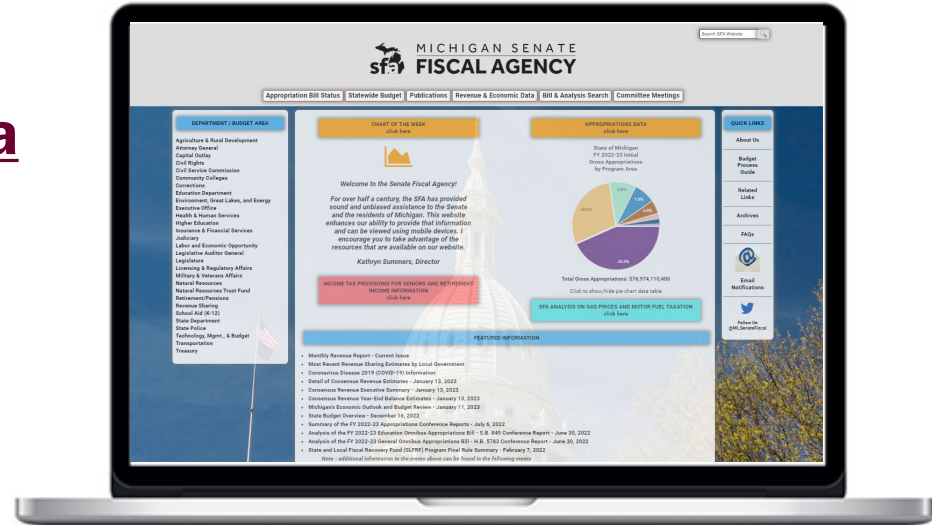 a
Search SFA Website
MICHIGAN SENATE
sfa FISCAL AGENCY
Appropriation Bill Status
Statewide Budget
Publications
Revenue & Economic Data
Bill & Analysis Search
Committee Meetings
DEPARTMENT / BUDGET AREA
Agriculture & Rural Development
Attorney General
Capital Outlay
Civil Rights
Civil Service Commission
Community Colleges
Corrections
Education Department
Environment, Great Lakes, and Energy
Executive Office
Health & Human Services
Higher Education
Insurance & Financial Services
Judiciary
Labor and Economic Opportunity
Legislative Auditor General
Legislature
Licensing & Regulatory Affairs
Military & Veterans Affairs
Natural Resources
Natural Resources Trust Fund
Retirement/Pensions
Revenue Sharing
School Aid (K-12)
State Department
State Police
Technology, Mgmt., & Budget
Transportation
Treasury
CHART OF THE WEEK
click here
Welcome to the Senate Fiscal Agency!
For over half a century, the SFA has provided
sound and unbiased assistance to the Senate
and the residents of Michigan. This website
enhances our ability to provide that information
and can be viewed using mobile devices. I
encourage you to take advantage of the
resources that are available on our website.
Kathryn Summers, Director
INCOME TAX PROVISIONS FOR SENIORS AND RETIREMENT
INCOME INFORMATION
click here
APPROPRIATIONS DATA
click here
State of Michigan
FY 2022-23 Initial
Gross Appropriations
by Program Area
Total Gross Appropriations: $76,974,110,400
Click to show/hide pie chart data table
SFA ANALYSIS ON GAS PRICES AND MOTOR FUEL TAXATION
click here
QUICK LINKS
About Us
Budget
Process
Guide
Related
Links
Archives
FAQs
Email
Notifications
Follow Us
@MI_SenateFiscal
FEATURED INFORMATION
• Monthly Revenue Report - Current Issue
• Most Recent Revenue Sharing Estimates by Local Government
• Coronavirus Disease 2019 (COVID-19) Information
• Detail of Consensus Revenue Estimates - January 13, 2023
• Consensus Revenue Executive Summary - January 13, 2023
• Consensus Revenue Year-End Balance Estimates - January 13, 2023
• Michigan's Economic Outlook and Budget Review - January 11, 2023
• State Budget Overview - December 16, 2022
• Summary of the FY 2022-23 Appropriations Conference Reports - July 6, 2022
• Analysis of the FY 2022-23 Education Omnibus Appropriations Bill - S.B. 845 Conference Report - June 30, 2022
• Analysis of the FY 2022-23 General Omnibus Appropriations Bill - H.B. 5783 Conference Report - June 30, 2022
• State and Local Fiscal Recovery Fund (SLFRF) Program Final Rule Summary - February 7, 2022
Note - additional information to the memo above can be found in the following memo